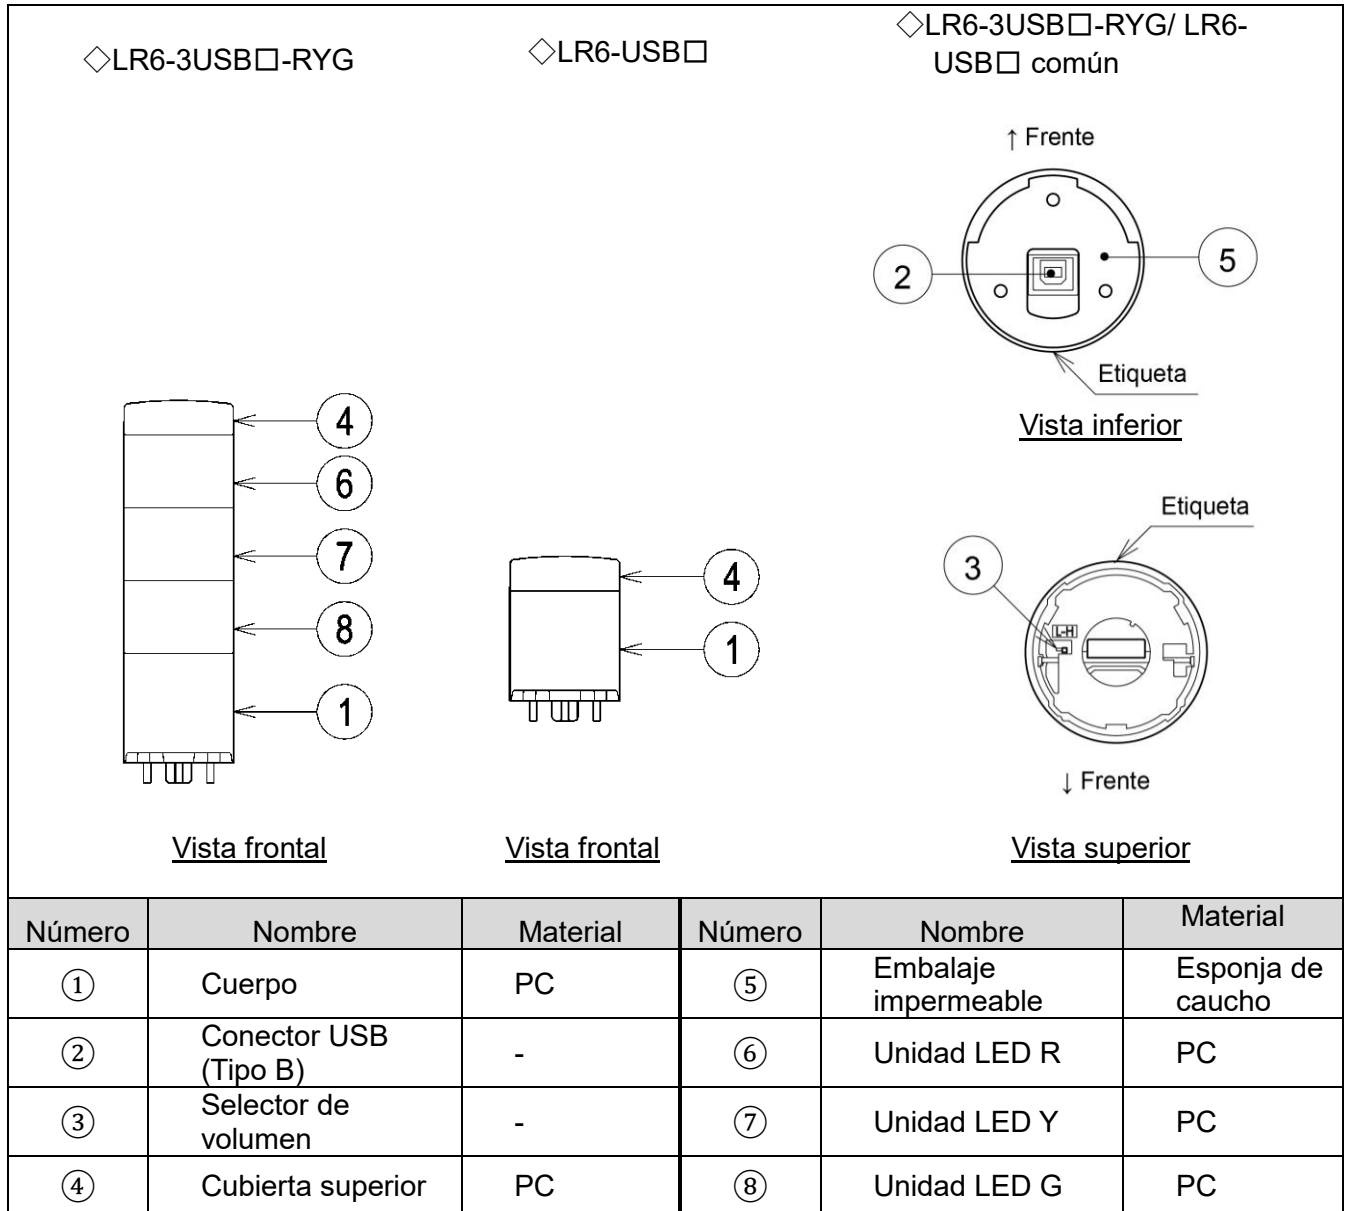 ◇LR6-3USB□-RYG
◇LR6-USB□
◇LR6-3USB□-RYG/ LR6-
USB□ común
↑ Frente
2
5
Etiqueta
Vista inferior
4
6
7
8
1
4
1
Etiqueta
3
L-H
↓ Frente
Vista frontal
Vista frontal
Vista superior
Número Nombre Material Número Nombre Material
① Cuerpo PC ⑤ Embalaje
impermeable Esponja de
caucho
② Conector USB
(Tipo B) - ⑥ Unidad LED R PC
③ Selector de
volumen - ⑦ Unidad LED Y PC
④ Cubierta superior PC ⑧ Unidad LED G PC